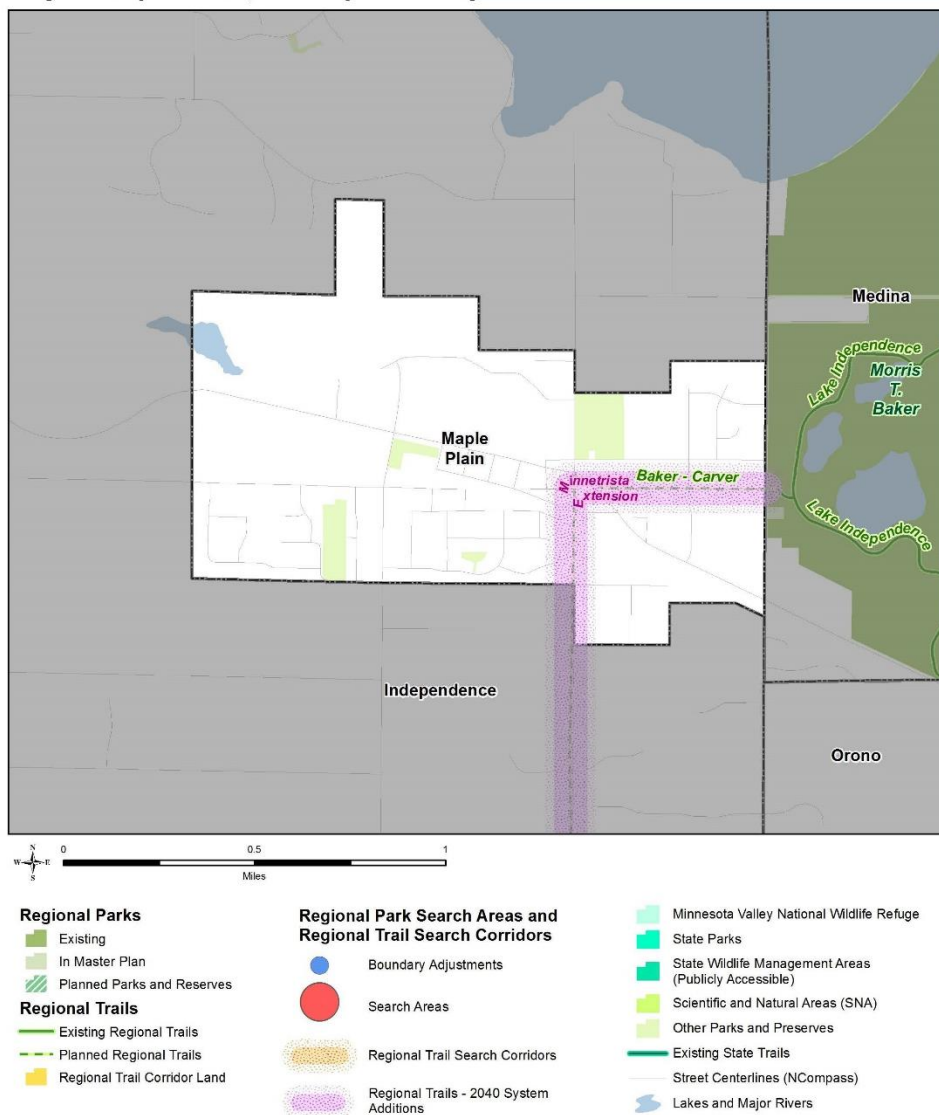 Medina
Lake Independence
Morris
T.
Baker
Maple
Plain
Baker - Carver
Minnetrista
Extension
Lake Independence
Independence
Orono
N
W E
S
0 0.5 1
Miles
Regional Parks
Existing
In Master Plan
Planned Parks and Reserves
Regional Trails
Existing Regional Trails
Planned Regional Trails
Regional Trail Corridor Land
Regional Park Search Areas and
Regional Trail Search Corridors
Boundary Adjustments
Search Areas
Regional Trail Search Corridors
Regional Trails - 2040 System
Additions
Minnesota Valley National Wildlife Refuge
State Parks
State Wildlife Management Areas
(Publicly Accessible)
Scientific and Natural Areas (SNA)
Other Parks and Preserves
Existing State Trails
Street Centerlines (NCompass)
Lakes and Major Rivers